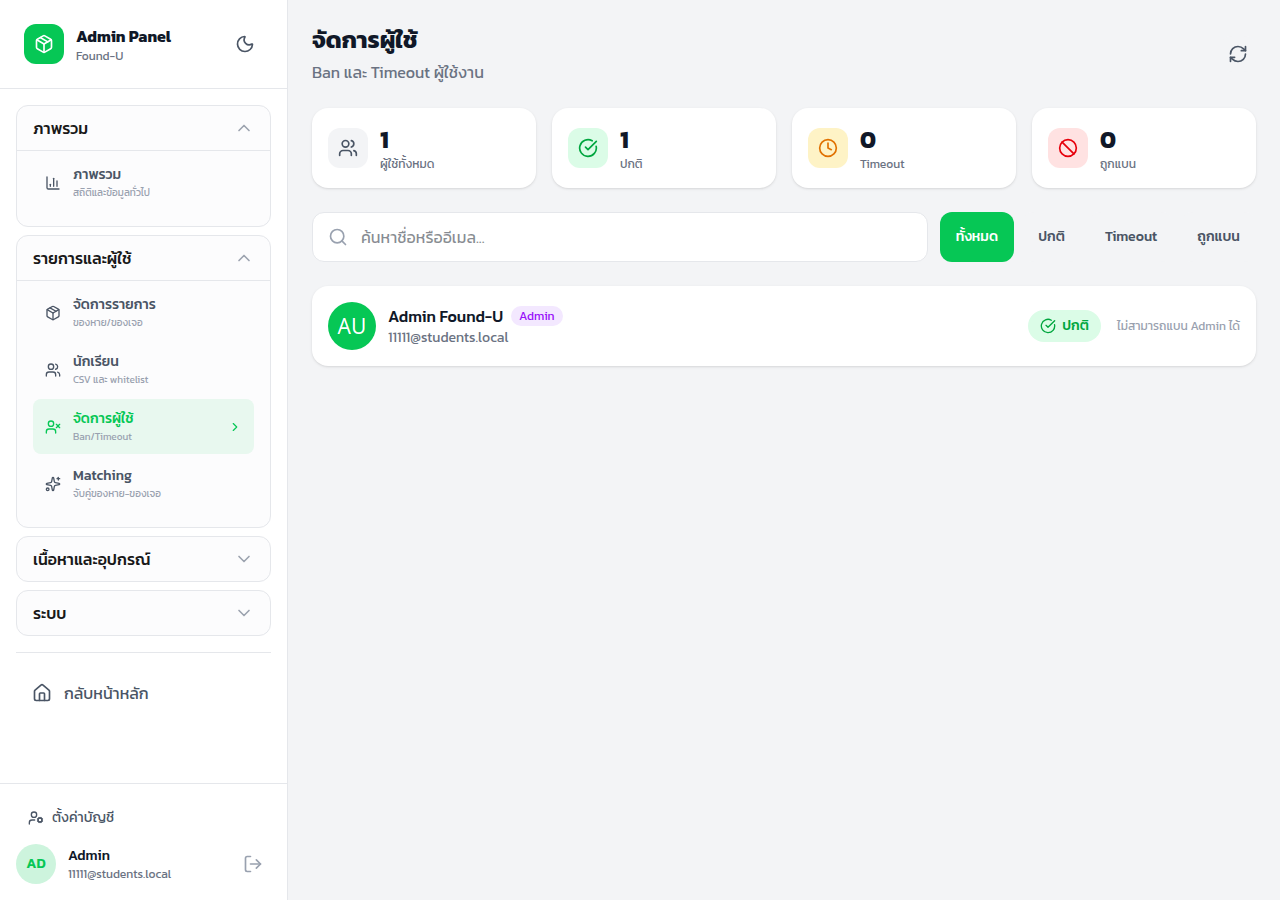 Admin Panel
Found-U
ภาพรวม
ภาพรวม
สถิติและข้อมูลทั่วไป
รายการและผู้ใช้
จัดการรายการ
ของหาย/ของเจอ
นักเรียน
CSV และ whitelist
จัดการผู้ใช้
Ban/Timeout
Matching
จับคู่ของหาย-ของเจอ
เนื้อหาและอุปกรณ์
ระบบ
กลับหน้าหลัก
ตั้งค่าบัญชี
AD
Admin
11111@students.local
จัดการผู้ใช้
Ban และ Timeout ผู้ใช้งาน
1
ผู้ใช้ทั้งหมด
1
ปกติ
0
Timeout
0
ถูกแบน
ค้นหาชื่อหรืออีเมล...
ทั้งหมด
ปกติ
Timeout
ถูกแบน
AU
Admin Found-U
Admin
11111@students.local
ปกติ
ไม่สามารถแบน Admin ได้